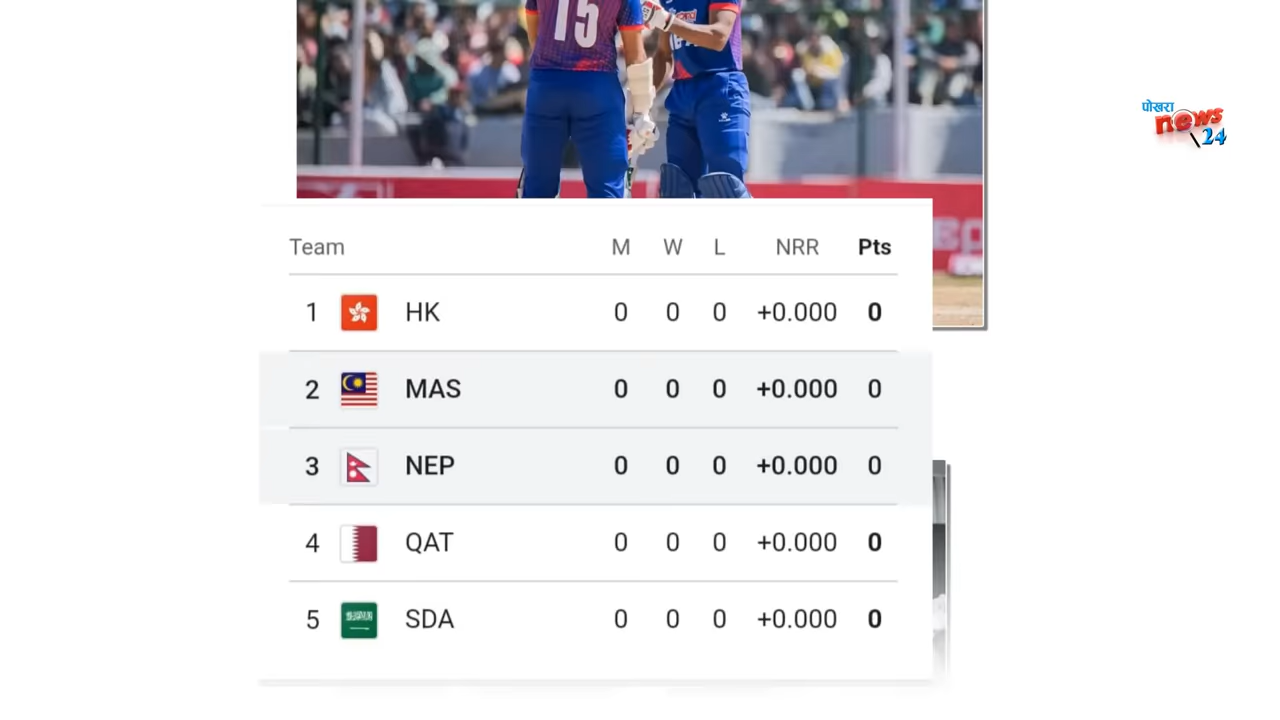 15
पोखरा
news
24
Team M W L NRR Pts
1 HK 0 0 0 +0.000 0
2 MAS 0 0 0 +0.000 0
3 NEP 0 0 0 +0.000 0
4 QAT 0 0 0 +0.000 0
5 SDA 0 0 0 +0.000 0